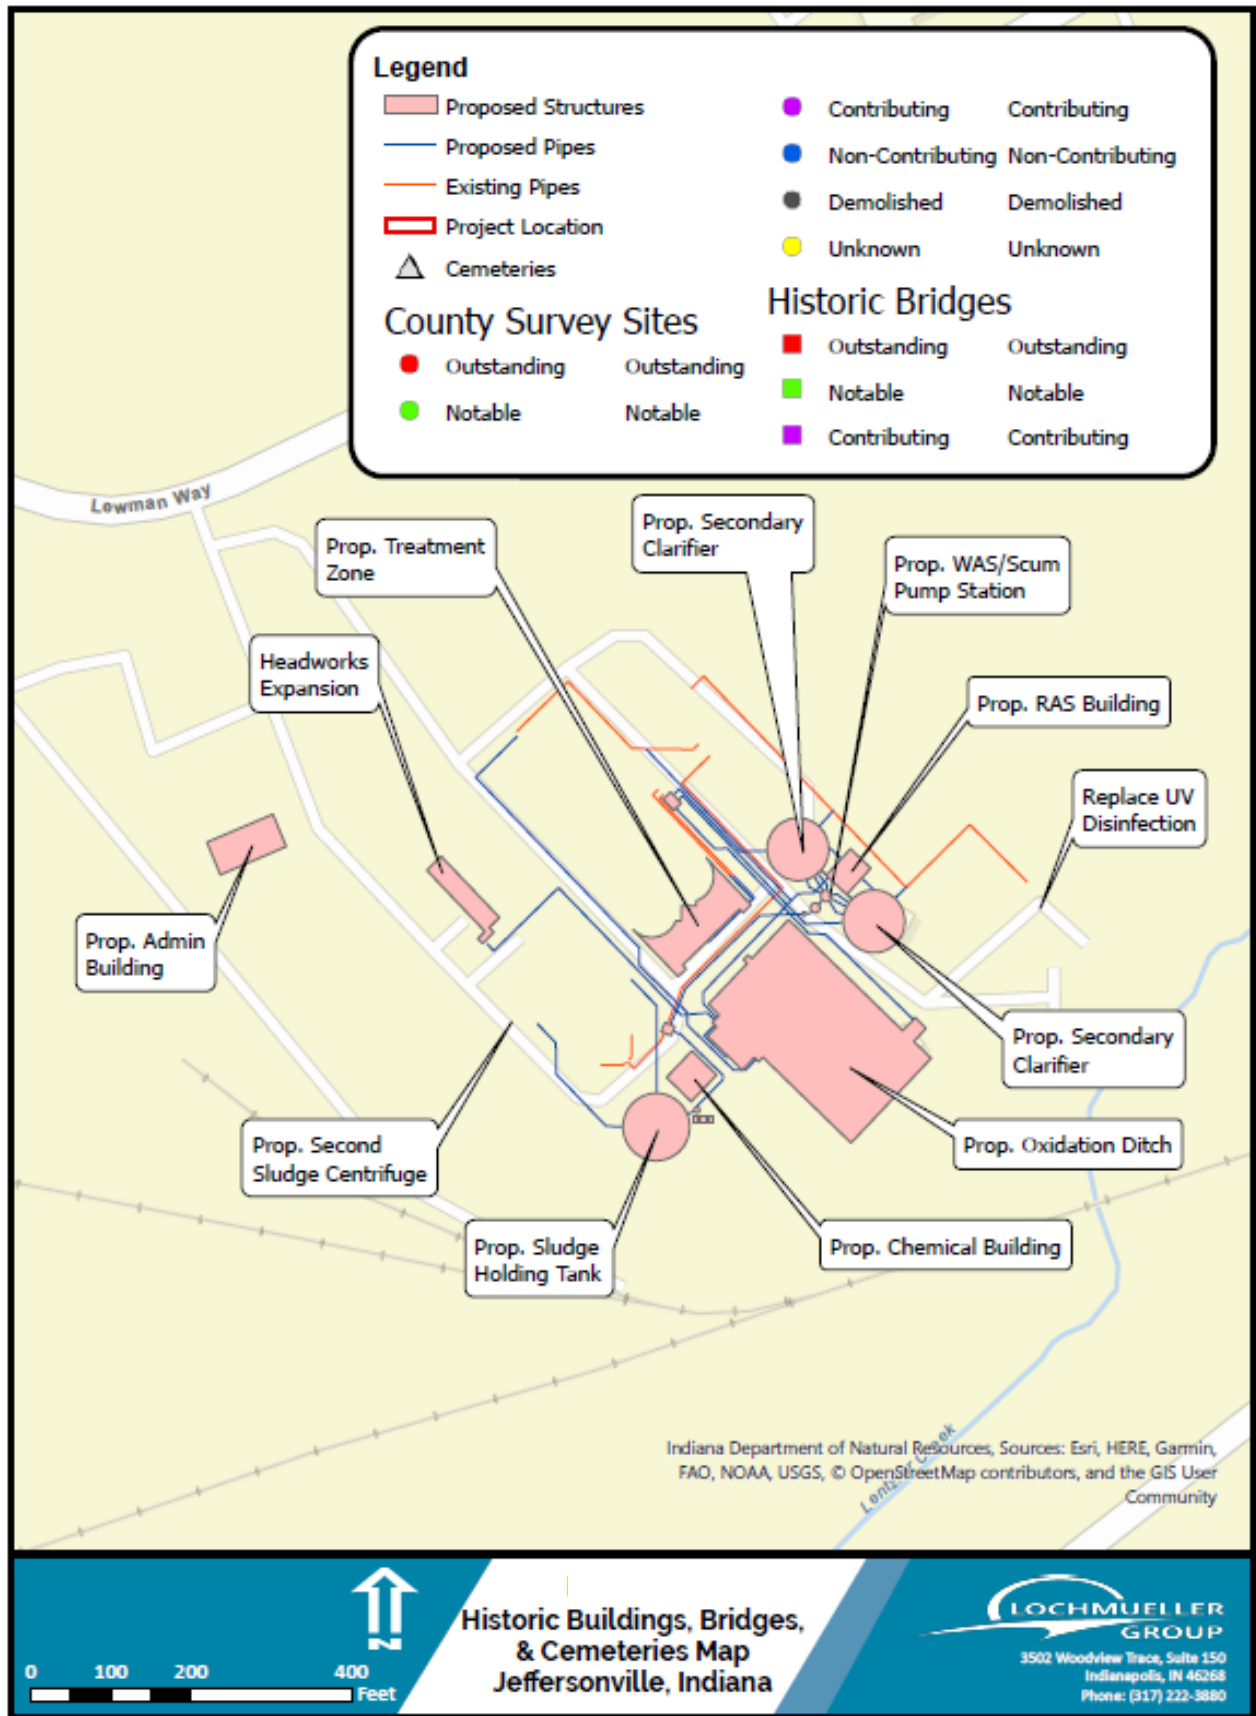 Legend
Proposed Structures
Proposed Pipes
Existing Pipes
Project Location
Cemeteries
County Survey Sites
Outstanding Outstanding
Notable Notable
Contributing Contributing
Non-Contributing Non-Contributing
Demolished Demolished
Unknown Unknown
Historic Bridges
Outstanding Outstanding
Notable Notable
Contributing Contributing
Lowman Way
Prop. Treatment
Zone
Prop. Secondary
Clarifier
Prop. WAS/Scum
Pump Station
Headworks
Expansion
Prop. RAS Building
Replace UV
Disinfection
Prop. Admin
Building
Prop. Secondary
Clarifier
Prop. Second
Sludge Centrifuge
Prop. Oxidation Ditch
Prop. Sludge
Holding Tank
Prop. Chemical Building
Indiana Department of Natural Resources, Sources: Esri, HERE, Garmin,
FAO, NOAA, USGS, © OpenStreetMap contributors, and the GIS User
Community
N
0 100 200 400
Feet
Historic Buildings, Bridges,
& Cemeteries Map
Jeffersonville, Indiana
LOCHMUELLER
GROUP
3502 Woodview Trace, Suite 150
Indianapolis, IN 46268
Phone: (317) 222-3880